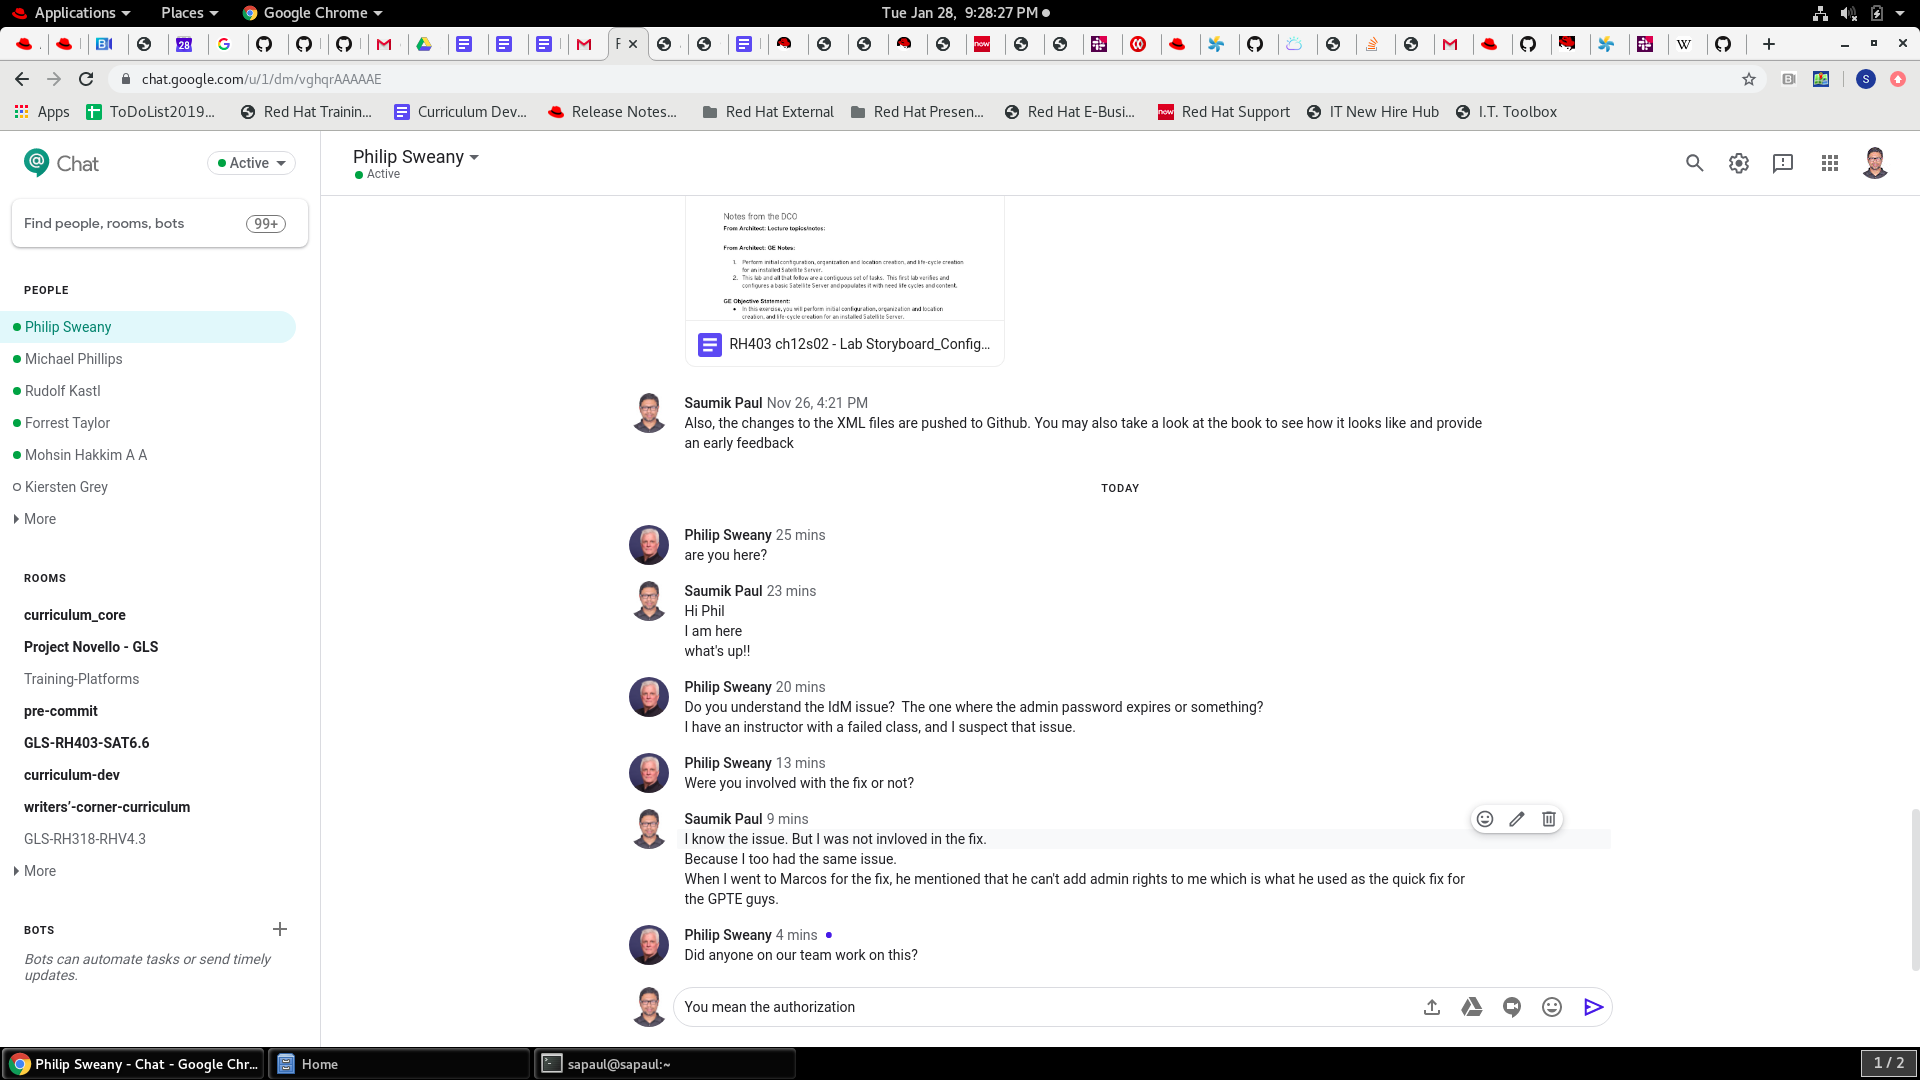 Applications Places Google Chrome Tue Jan 28, 9:28:27 PM
chat.google.com/u/1/dm/vghqrAAAAAE
Apps ToDoList2019... Red Hat Trainin... Curriculum Dev... Release Notes... Red Hat External Red Hat Presen... Red Hat E-Busi... Red Hat Support IT New Hire Hub I.T. Toolbox
Chat Active
Find people, rooms, bots 99+
PEOPLE
Philip Sweany
Michael Phillips
Rudolf Kastl
Forrest Taylor
Mohsin Hakkim A A
Kiersten Grey
More
ROOMS
curriculum_core
Project Novello - GLS
Training-Platforms
pre-commit
GLS-RH403-SAT6.6
curriculum-dev
writers'-corner-curriculum
GLS-RH318-RHV4.3
More
BOTS
Bots can automate tasks or send timely
updates.
Philip Sweany
Active
Notes from the DCO
From Architect: Lecture topics/notes:
From Architect: GE Notes:
1. Perform initial configuration, organization and location creation, and life-cycle creation
for an installed Satellite Server.
2. This lab and all that follow are a contiguous set of tasks. This first lab verifies and
configures a basic Satellite Server and populates it with need life cycles and content.
GE Objective Statement:
In this exercise, you will perform initial configuration, organization and location
creation, and life-cycle creation for an installed Satellite Server.
RH403 ch12s02 - Lab Storyboard_Config...
Saumik Paul Nov 26, 4:21 PM
Also, the changes to the XML files are pushed to Github. You may also take a look at the book to see how it looks like and provide
an early feedback
TODAY
Philip Sweany 25 mins
are you here?
Saumik Paul 23 mins
Hi Phil
I am here
what's up!!
Philip Sweany 20 mins
Do you understand the IdM issue? The one where the admin password expires or something?
I have an instructor with a failed class, and I suspect that issue.
Philip Sweany 13 mins
Were you involved with the fix or not?
Saumik Paul 9 mins
I know the issue. But I was not invloved in the fix.
Because I too had the same issue.
When I went to Marcos for the fix, he mentioned that he can't add admin rights to me which is what he used as the quick fix for
the GPTE guys.
Philip Sweany 4 mins
Did anyone on our team work on this?
You mean the authorization
Philip Sweany - Chat - Google Chr... Home sapaul@sapaul:~ 1 / 2